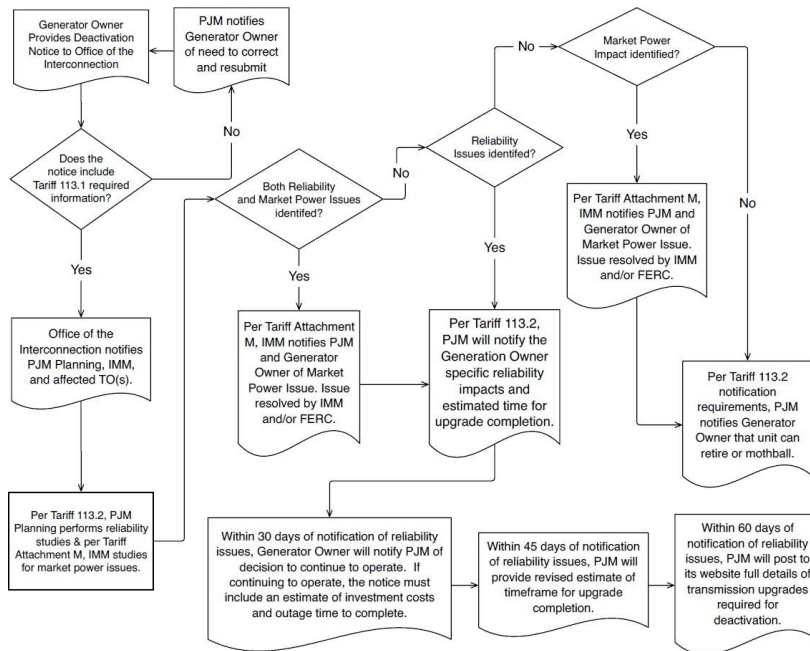 Generator Owner
Provides Deactivation
Notice to Office of the
Interconnection
PJM notifies
Generator Owner
of need to correct
and resubmit
No
Does the
notice include
Tariff 113.1 required
information?
Yes
Office of the
Interconnection notifies
PJM Planning, IMM,
and affected TO(s).
Per Tariff 113.2, PJM
Planning performs reliability
studies & per Tariff
Attachment M, IMM studies
for market power issues.
Both Reliability
and Market Power Issues
identifed?
No
Yes
Per Tariff Attachment
M, IMM notifies PJM
and Generator
Owner of Market
Power Issue. Issue
resolved by IMM
and/or FERC.
Reliability
Issues identifed?
No
Yes
Per Tariff 113.2,
PJM will notify the
Generation Owner
specific reliability
impacts and
estimated time for
upgrade completion.
Market Power
Impact identified?
Yes
No
Per Tariff Attachment M,
IMM notifies PJM and
Generator Owner of
Market Power Issue.
Issue resolved by IMM
and/or FERC.
Per Tariff 113.2
notification
requirements, PJM
notifies Generator
Owner that unit can
retire or mothball.
Within 30 days of notification of reliability
issues, Generator Owner will notify PJM of
decision to continue to operate. If
continuing to operate, the notice must
include an estimate of investment costs
and outage time to complete.
Within 45 days of notification
of reliability issues, PJM will
provide revised estimate of
timeframe for upgrade
completion.
Within 60 days of
notification of reliability
issues, PJM will post to
its website full details of
transmission upgrades
required for
deactivation.